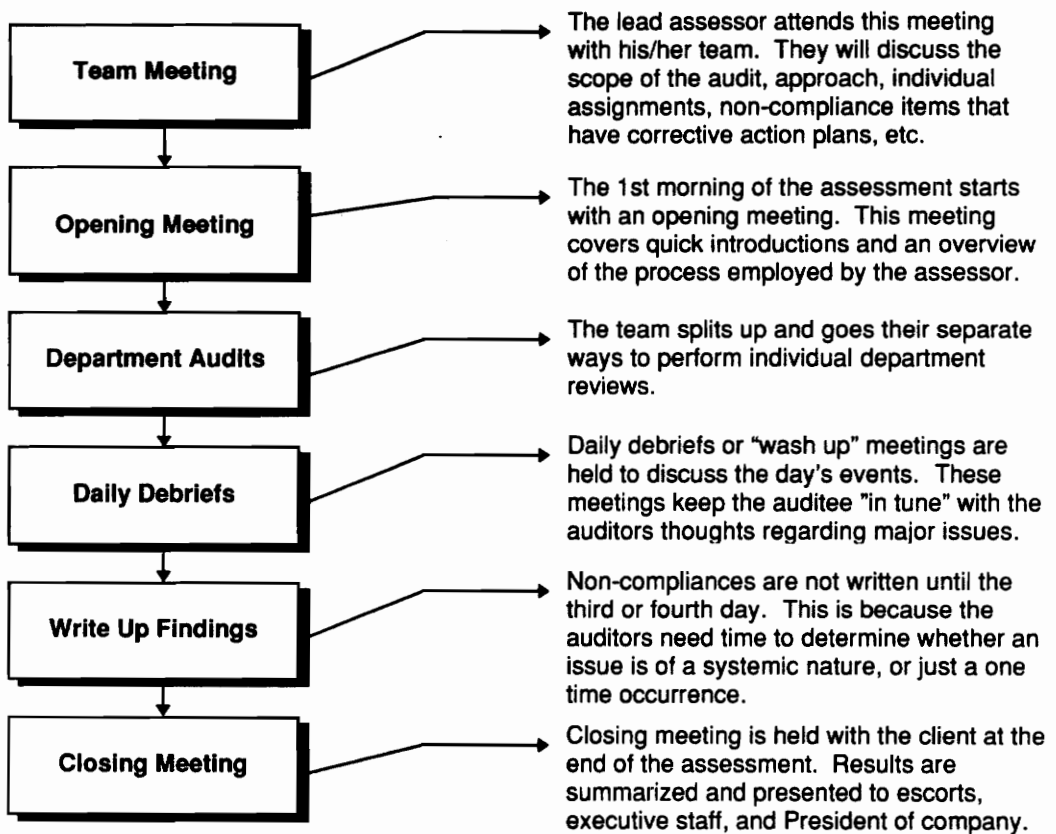 Team Meeting
The lead assessor attends this meeting
with his/her team. They will discuss the
scope of the audit, approach, individual
assignments, non-compliance items that
have corrective action plans, etc.
Opening Meeting
The 1st morning of the assessment starts
with an opening meeting. This meeting
covers quick introductions and an overview
of the process employed by the assessor.
Department Audits
The team splits up and goes their separate
ways to perform individual department
reviews.
Daily Debriefs
Daily debriefs or "wash up" meetings are
held to discuss the day's events. These
meetings keep the auditee "in tune" with the
auditors thoughts regarding major issues.
Write Up Findings
Non-compliances are not written until the
third or fourth day. This is because the
auditors need time to determine whether an
issue is of a systemic nature, or just a one
time occurrence.
Closing Meeting
Closing meeting is held with the client at the
end of the assessment. Results are
summarized and presented to escorts,
executive staff, and President of company.